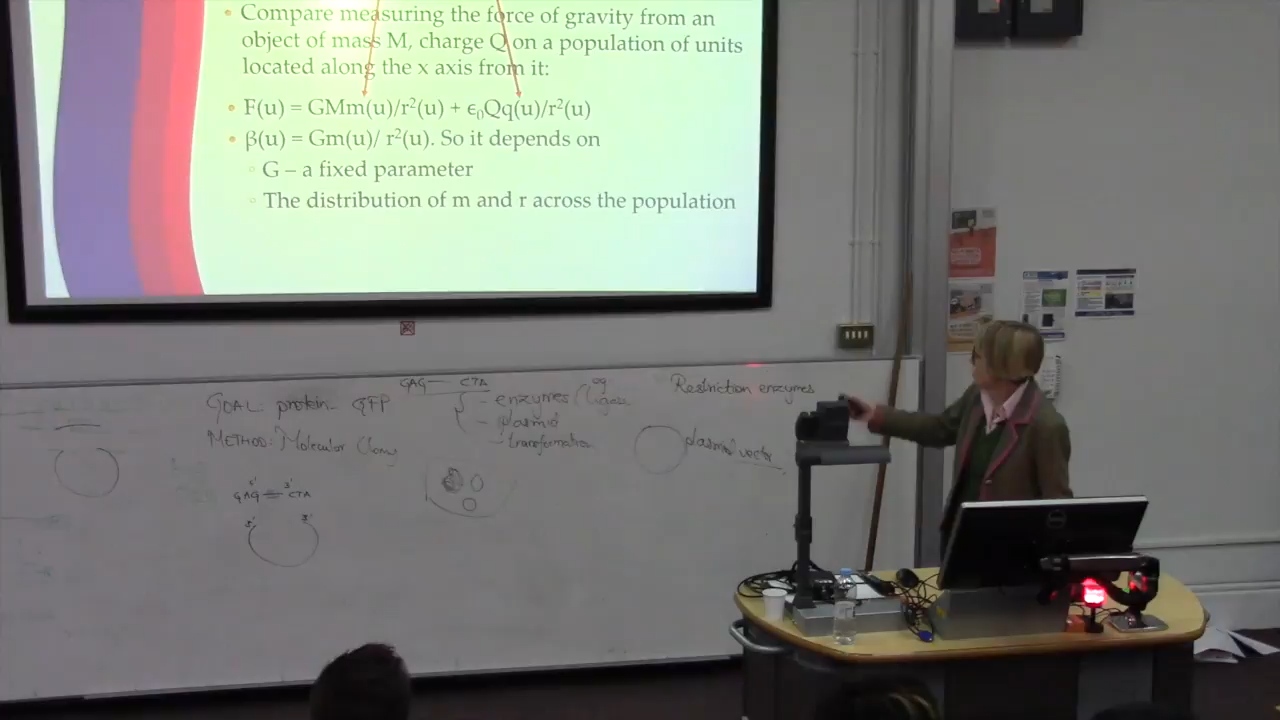 Compare measuring the force of gravity from an
object of mass M, charge Q on a population of units
located along the x axis from it:
F(u) = GMm(u)/r²(u) + ϵ₀Qq(u)/r²(u)
β(u) = Gm(u)/ r²(u). So it depends on
G – a fixed parameter
The distribution of m and r across the population
GAG — CTA
GOAL: protein GFP
- enzymes (
Restriction enzymes
- plasmid
METHOD: Molecular
- transformation
plasmid vector
5' 3'
GAG CTA